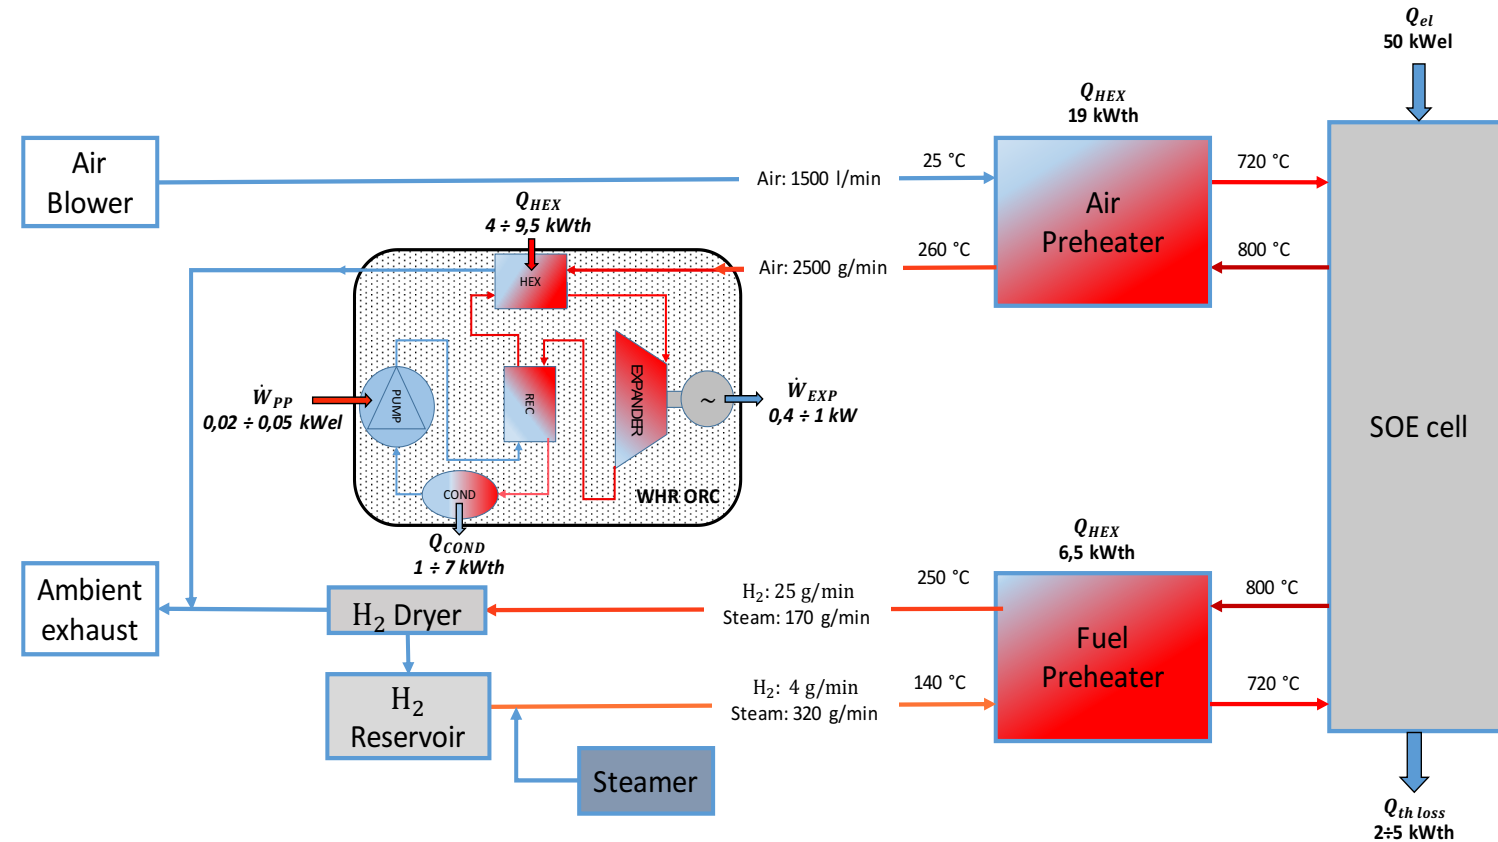 Q_el
50 kWel
Q_HEX
19 kWth
Air
Blower
Air: 1500 l/min
25 °C
Air
Preheater
720 °C
260 °C
800 °C
Air: 2500 g/min
Q_HEX
4 ÷ 9,5 kWth
HEX
Ẇ_PP
0,02 ÷ 0,05 kWel
PUMP
REC
EXPANDER
~
Ẇ_EXP
0,4 ÷ 1 kW
COND
WHR ORC
Q_COND
1 ÷ 7 kWth
SOE cell
Q_HEX
6,5 kWth
Ambient
exhaust
H₂ Dryer
H₂: 25 g/min
Steam: 170 g/min
250 °C
Fuel
Preheater
800 °C
H₂
Reservoir
H₂: 4 g/min
Steam: 320 g/min
140 °C
720 °C
Steamer
Q_th loss
2÷5 kWth